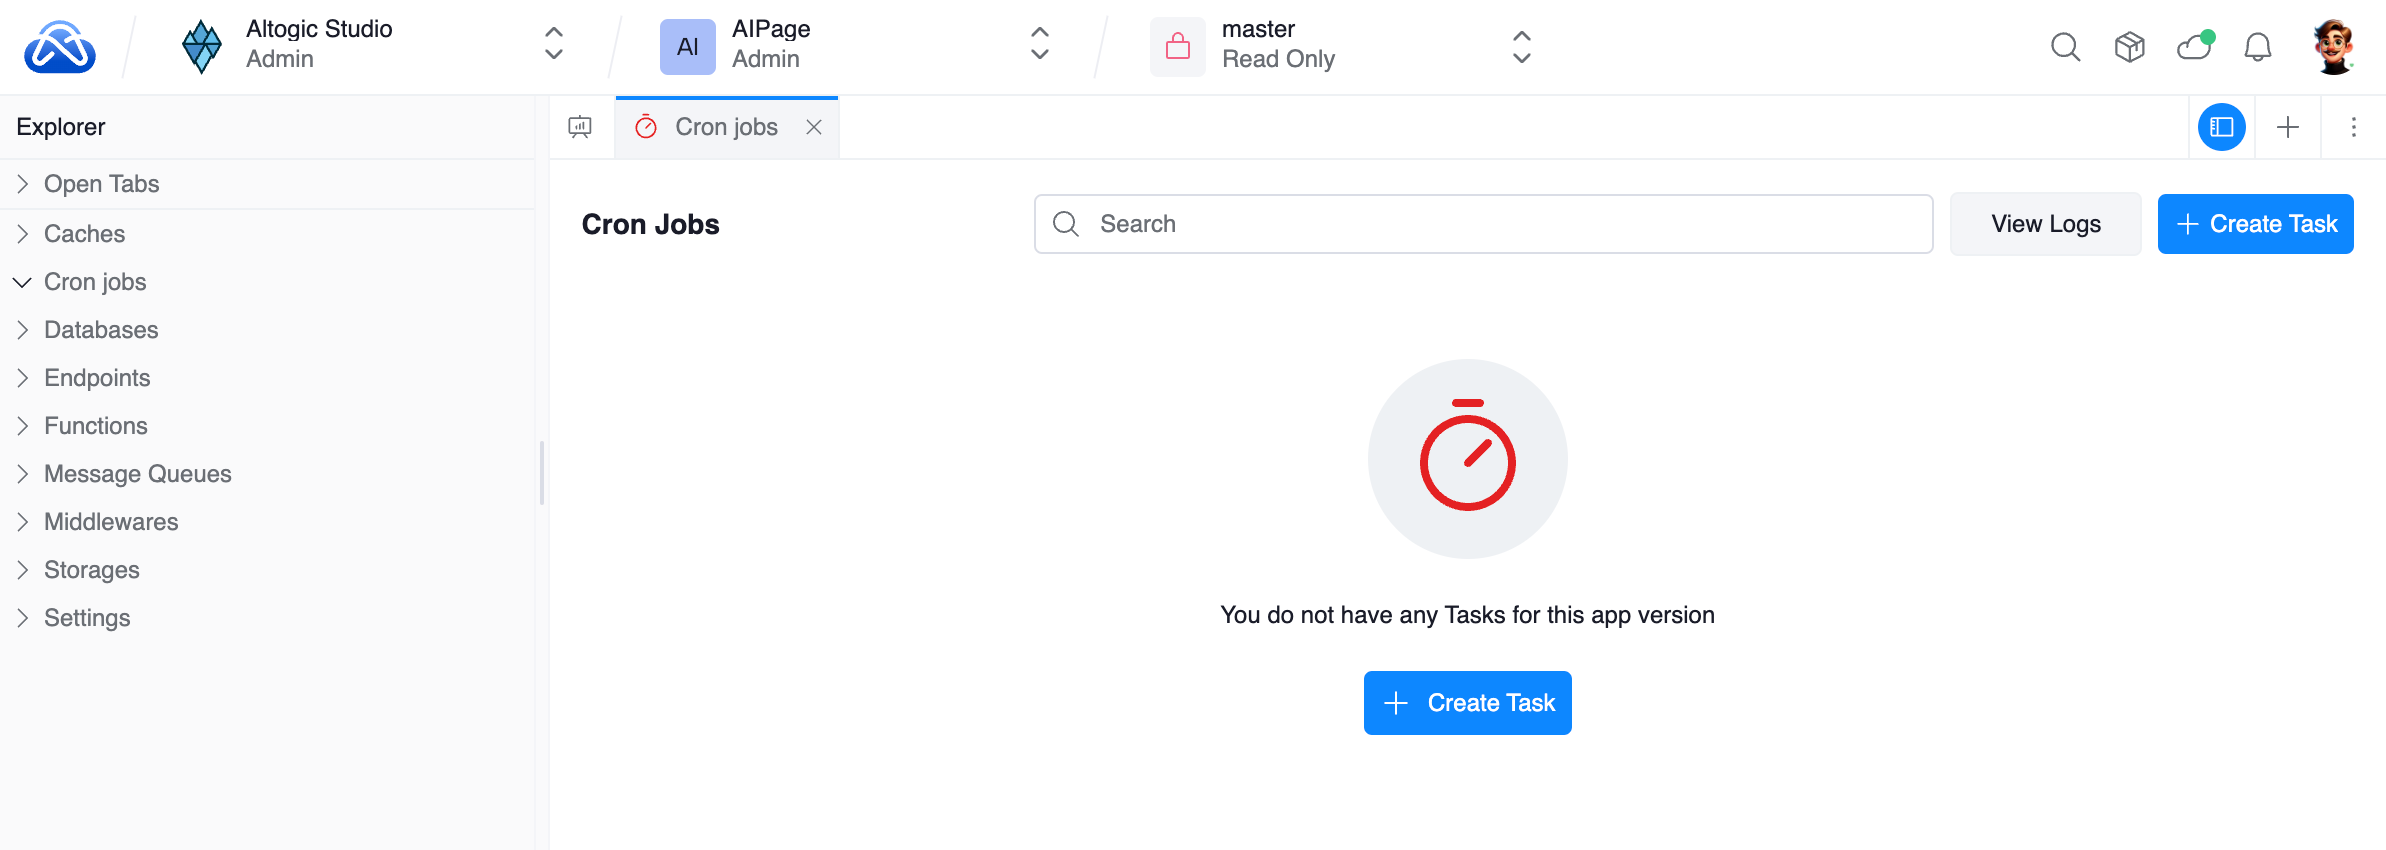 Altogic Studio
Admin
AI
AIPage
Admin
master
Read Only
Explorer
Cron jobs
Open Tabs
Caches
Cron jobs
Databases
Endpoints
Functions
Message Queues
Middlewares
Storages
Settings
Cron Jobs
Search
View Logs
Create Task
You do not have any Tasks for this app version
Create Task